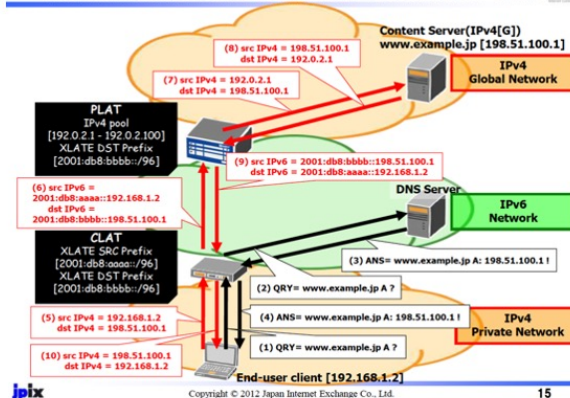 Content Server(IPv4[G])
www.example.jp [198.51.100.1]
(8) src IPv4 = 198.51.100.1
dst IPv4 = 192.0.2.1
(7) src IPv4 = 192.0.2.1
dst IPv4 = 198.51.100.1
IPv4
Global Network
PLAT
IPv4 pool
[192.0.2.1 - 192.0.2.100]
XLATE DST Prefix
[2001:db8:bbbb::/96]
(9) src IPv6 = 2001:db8:bbbb::198.51.100.1
dst IPv6 = 2001:db8:aaaa::192.168.1.2
(6) src IPv6 =
2001:db8:aaaa::192.168.1.2
dst IPv6 =
2001:db8:bbbb::198.51.100.1
DNS Server
IPv6
Network
CLAT
XLATE SRC Prefix
[2001:db8:aaaa::/96]
XLATE DST Prefix
[2001:db8:bbbb::/96]
(3) ANS= www.example.jp A: 198.51.100.1 !
(2) QRY= www.example.jp A ?
(5) src IPv4 = 192.168.1.2
dst IPv4 = 198.51.100.1
(4) ANS= www.example.jp A: 198.51.100.1 !
IPv4
Private Network
(10) src IPv4 = 198.51.100.1
dst IPv4 = 192.168.1.2
(1) QRY= www.example.jp A ?
End-user client [192.168.1.2]
jpix
Copyright © 2012 Japan Internet Exchange Co., Ltd.
15